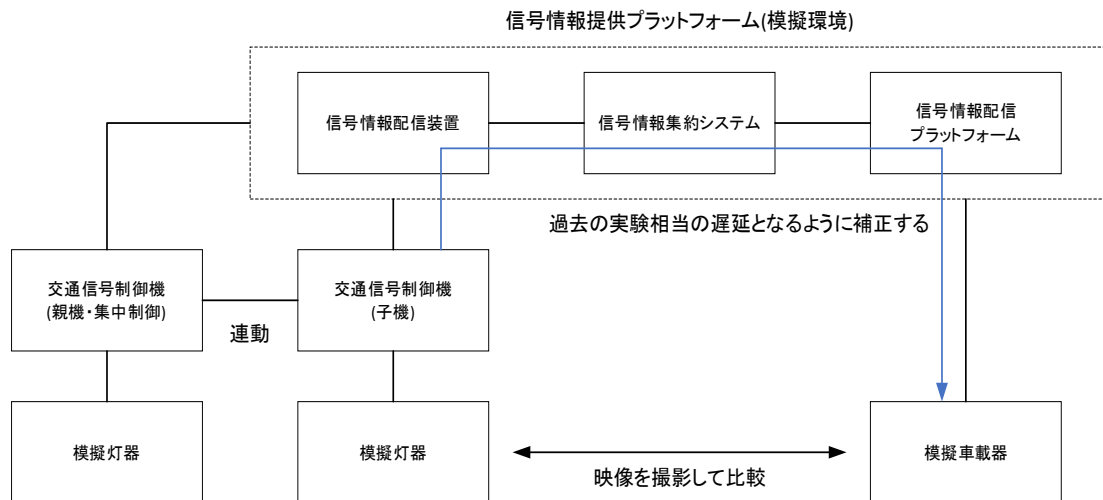 信号情報提供プラットフォーム(模擬環境)
信号情報配信装置
信号情報集約システム
信号情報配信
プラットフォーム
過去の実験相当の遅延となるように補正する
交通信号制御機
(親機・集中制御)
連動
交通信号制御機
(子機)
模擬灯器
模擬灯器
映像を撮影して比較
模擬車載器